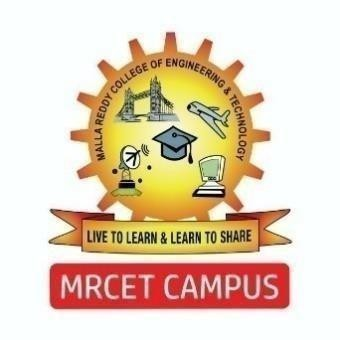 MALLA REDDY COLLEGE OF ENGINEERING & TECHNOLOGY
LIVE TO LEARN & LEARN TO SHARE
MRCET CAMPUS